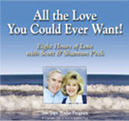 All the Love
You Could Ever Want!
Eight Hours of Love
with Scott & Shannon Peck